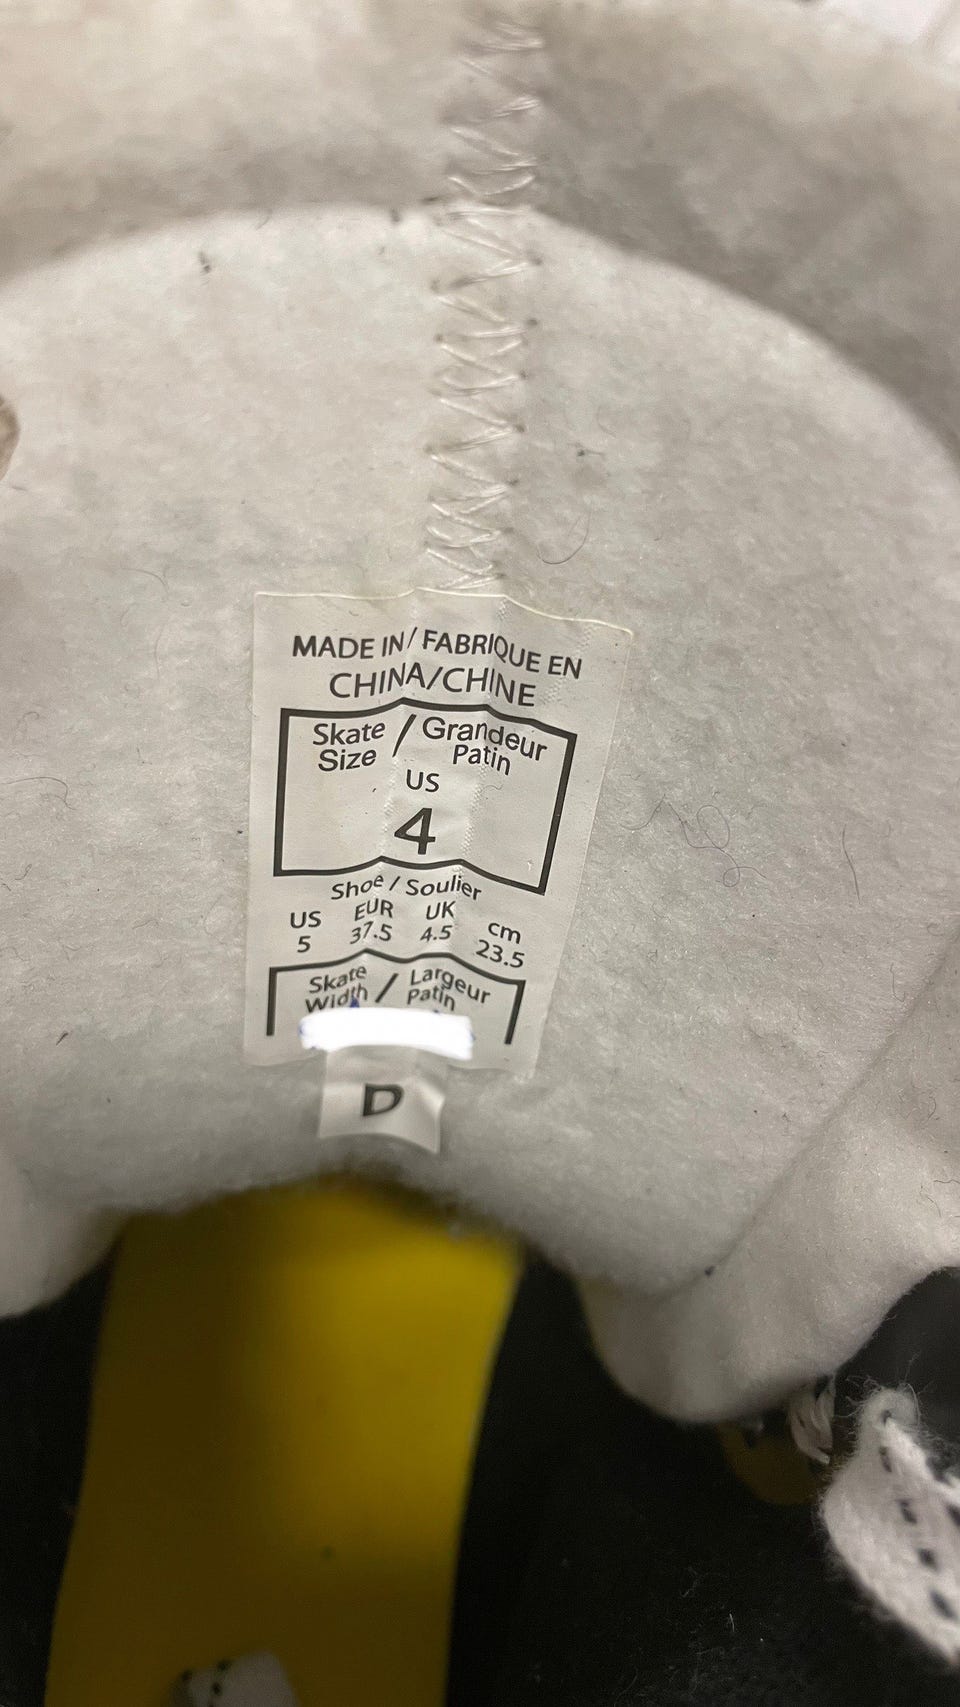 MADE IN/FABRIQUE EN
CHINA/CHINE
Skate Size / Grandeur Patin
US
4
Shoe / Soulier
US EUR UK cm
5 37.5 4.5 23.5
Skate Width / Largeur Patin
D